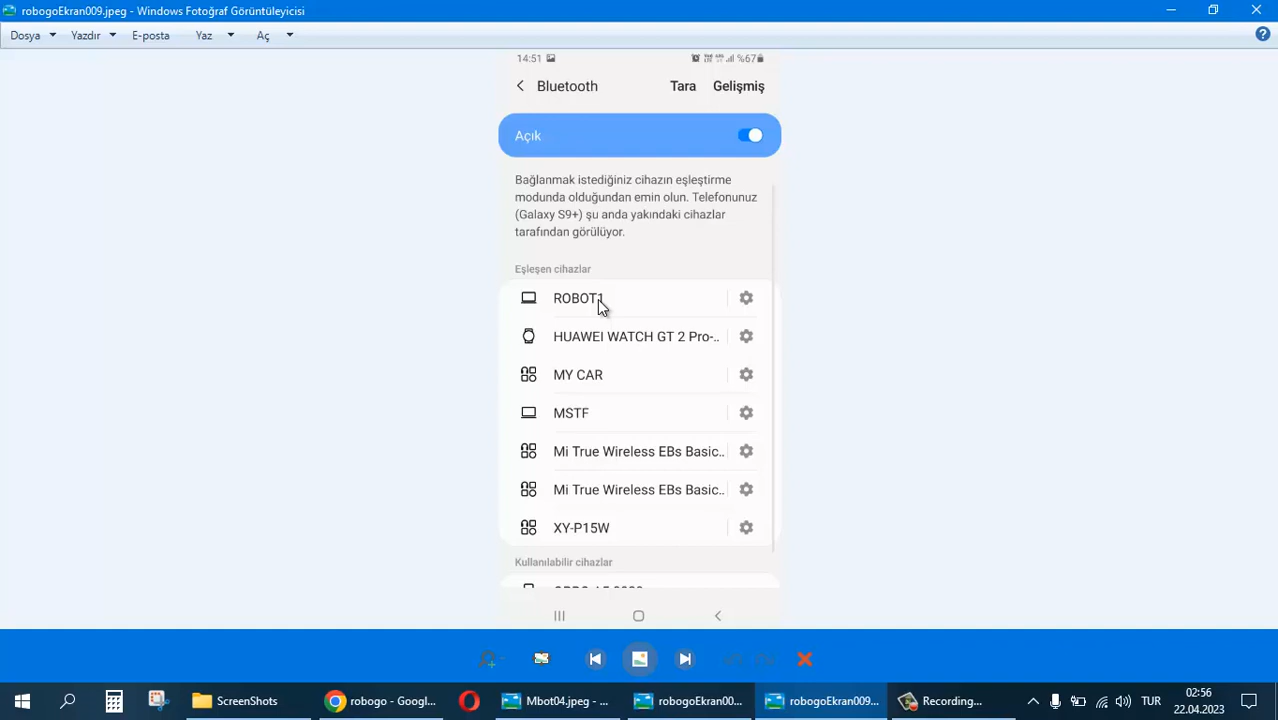 robogoEkran009.jpeg - Windows Fotoğraf Görüntüleyicisi
Dosya Yazdır E-posta Yaz Aç
14:51 %67
Bluetooth Tara Gelişmiş
Açık
Bağlanmak istediğiniz cihazın eşleştirme
modunda olduğundan emin olun. Telefonunuz
(Galaxy S9+) şu anda yakındaki cihazlar
tarafından görülüyor.
Eşleşen cihazlar
ROBOT1
HUAWEI WATCH GT 2 Pro-..
MY CAR
MSTF
Mi True Wireless EBs Basic..
Mi True Wireless EBs Basic..
XY-P15W
Kullanılabilir cihazlar
ScreenShots
robogo - Googl...
Mbot04.jpeg - ...
robogoEkran00...
robogoEkran009...
Recording...
TUR
02:56
22.04.2023